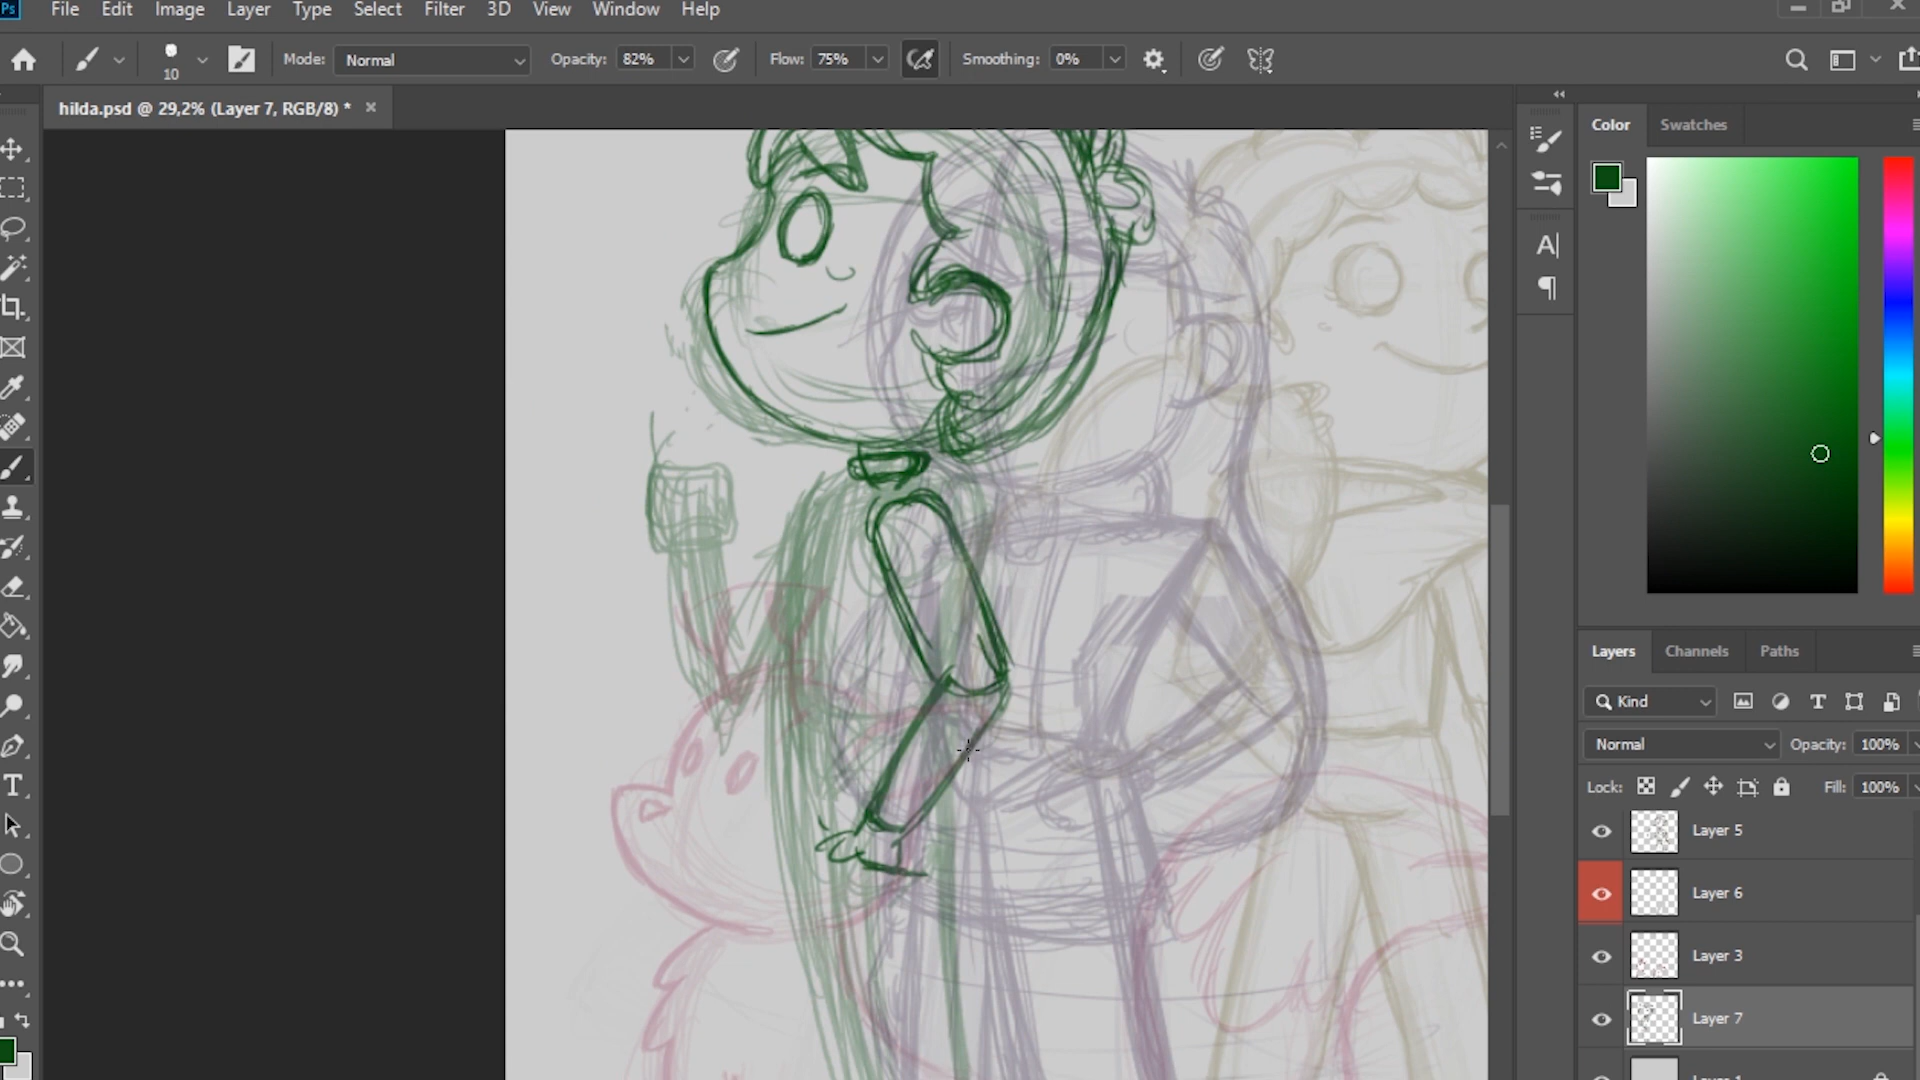 Ps File Edit Image Layer Type Select Filter 3D View Window Help
10 Mode: Normal Opacity: 82% Flow: 75% Smoothing: 0%
hilda.psd @ 29,2% (Layer 7, RGB/8) * ×
Color Swatches
Layers Channels Paths
Kind
Normal Opacity: 100%
Lock: Fill: 100%
Layer 5
Layer 6
Layer 3
Layer 7